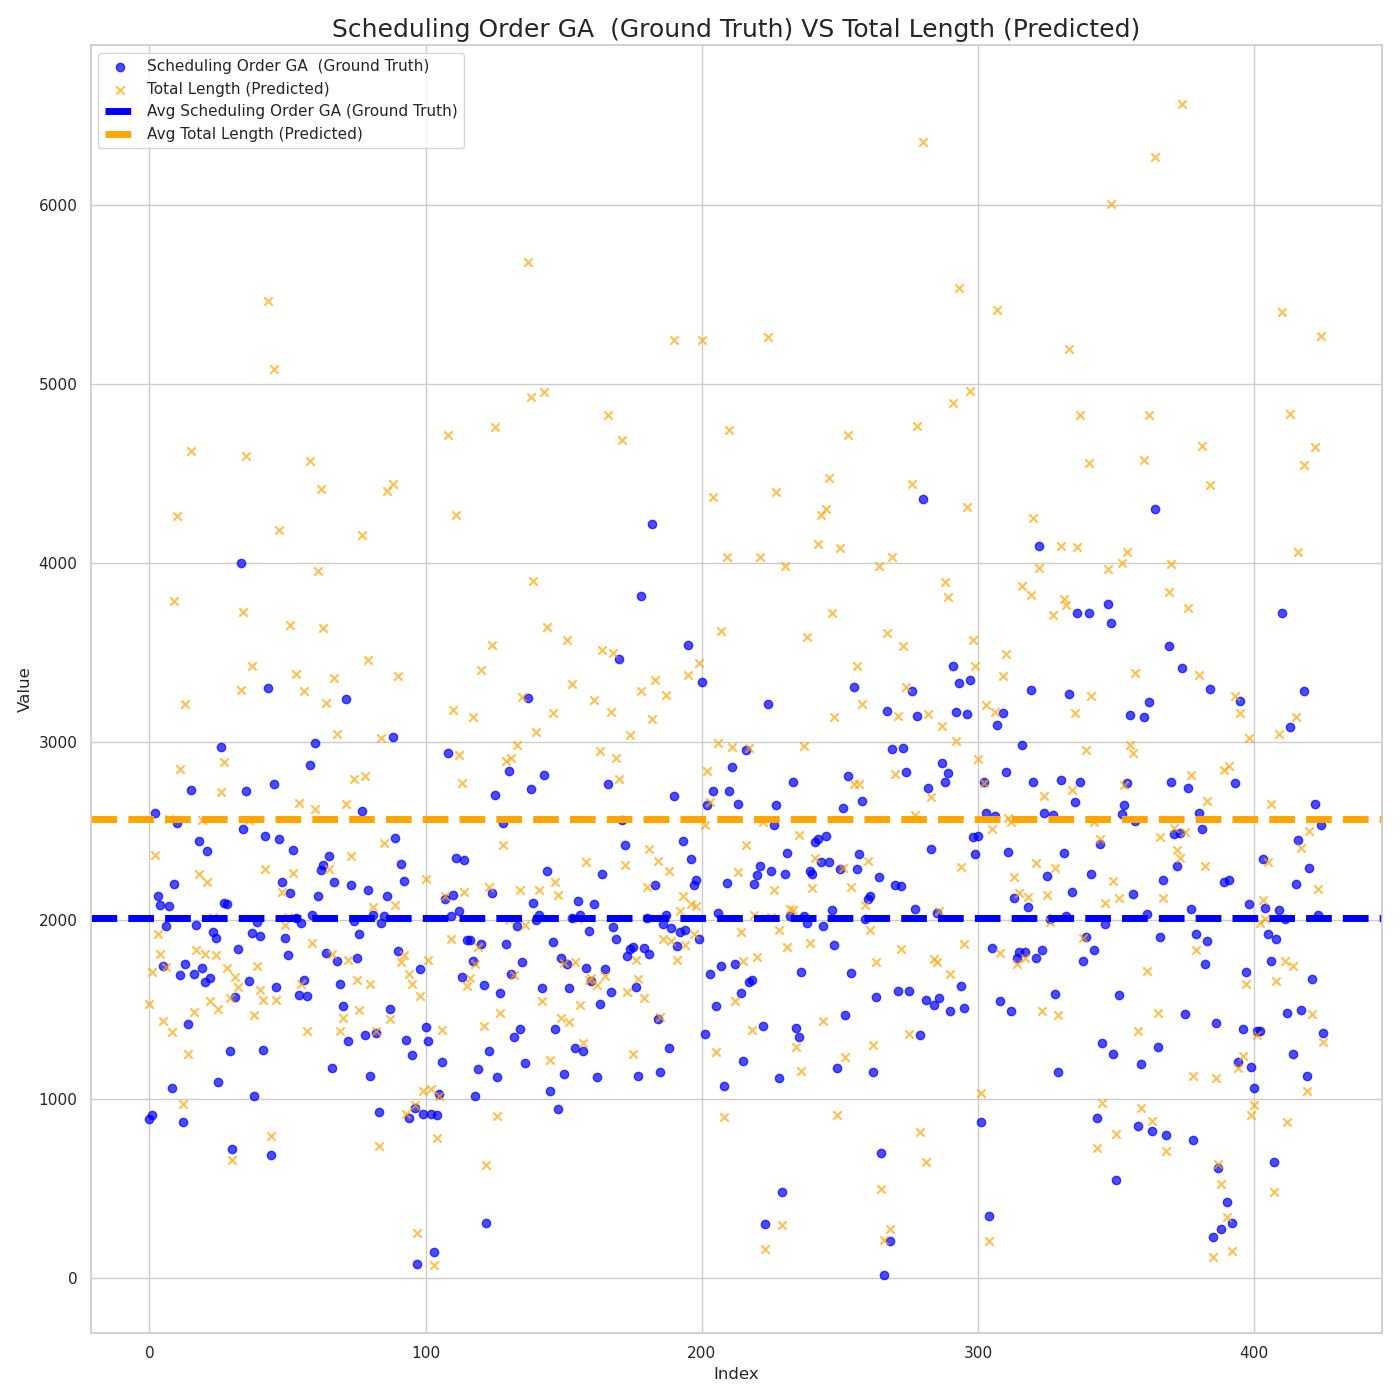 Scheduling Order GA  (Ground Truth) VS Total Length (Predicted)
Scheduling Order GA  (Ground Truth)
Total Length (Predicted)
Avg Scheduling Order GA (Ground Truth)
Avg Total Length (Predicted)
6000
5000
4000
3000
2000
1000
0
Value
0 100 200 300 400
Index